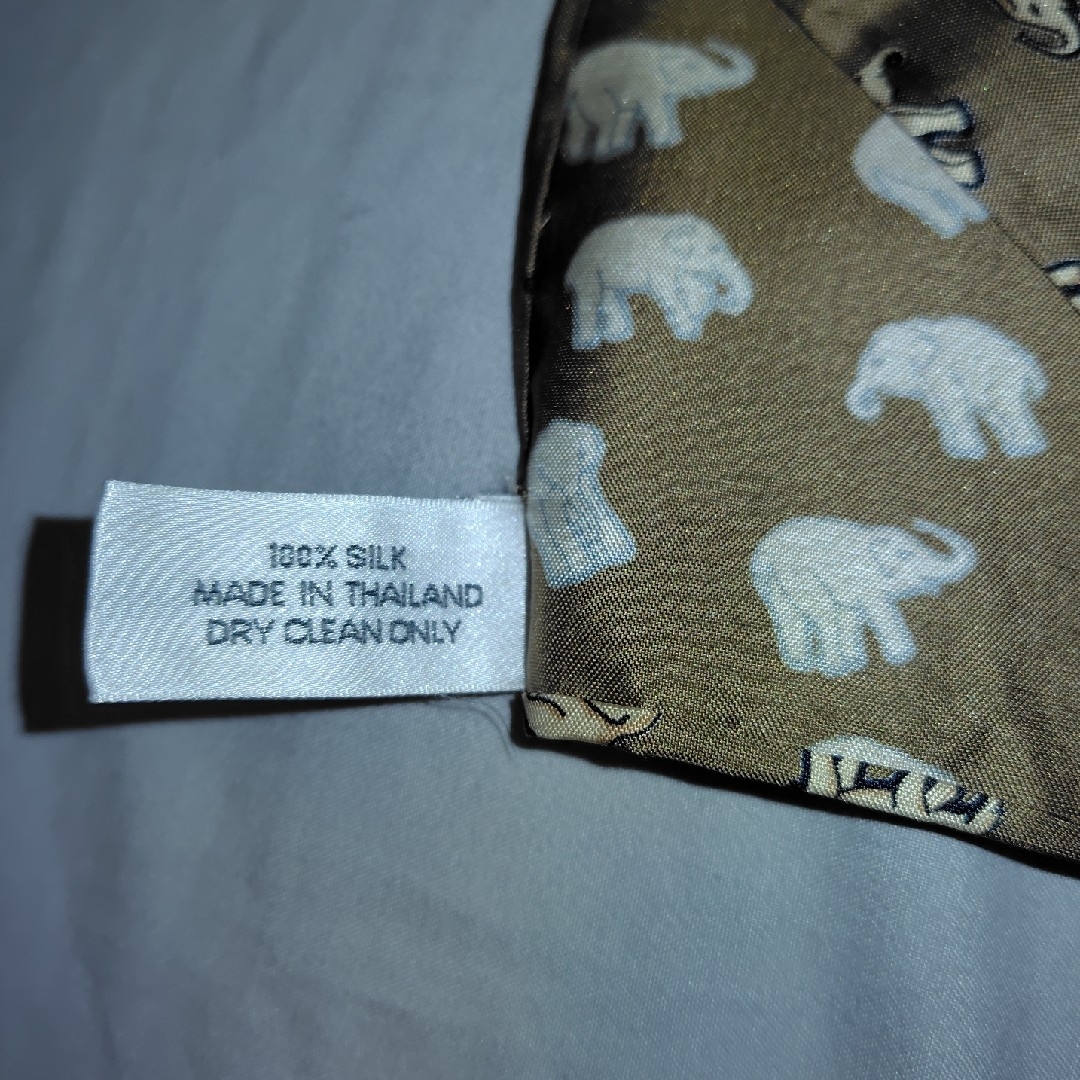 100% SILK
MADE IN THAILAND
DRY CLEAN ONLY